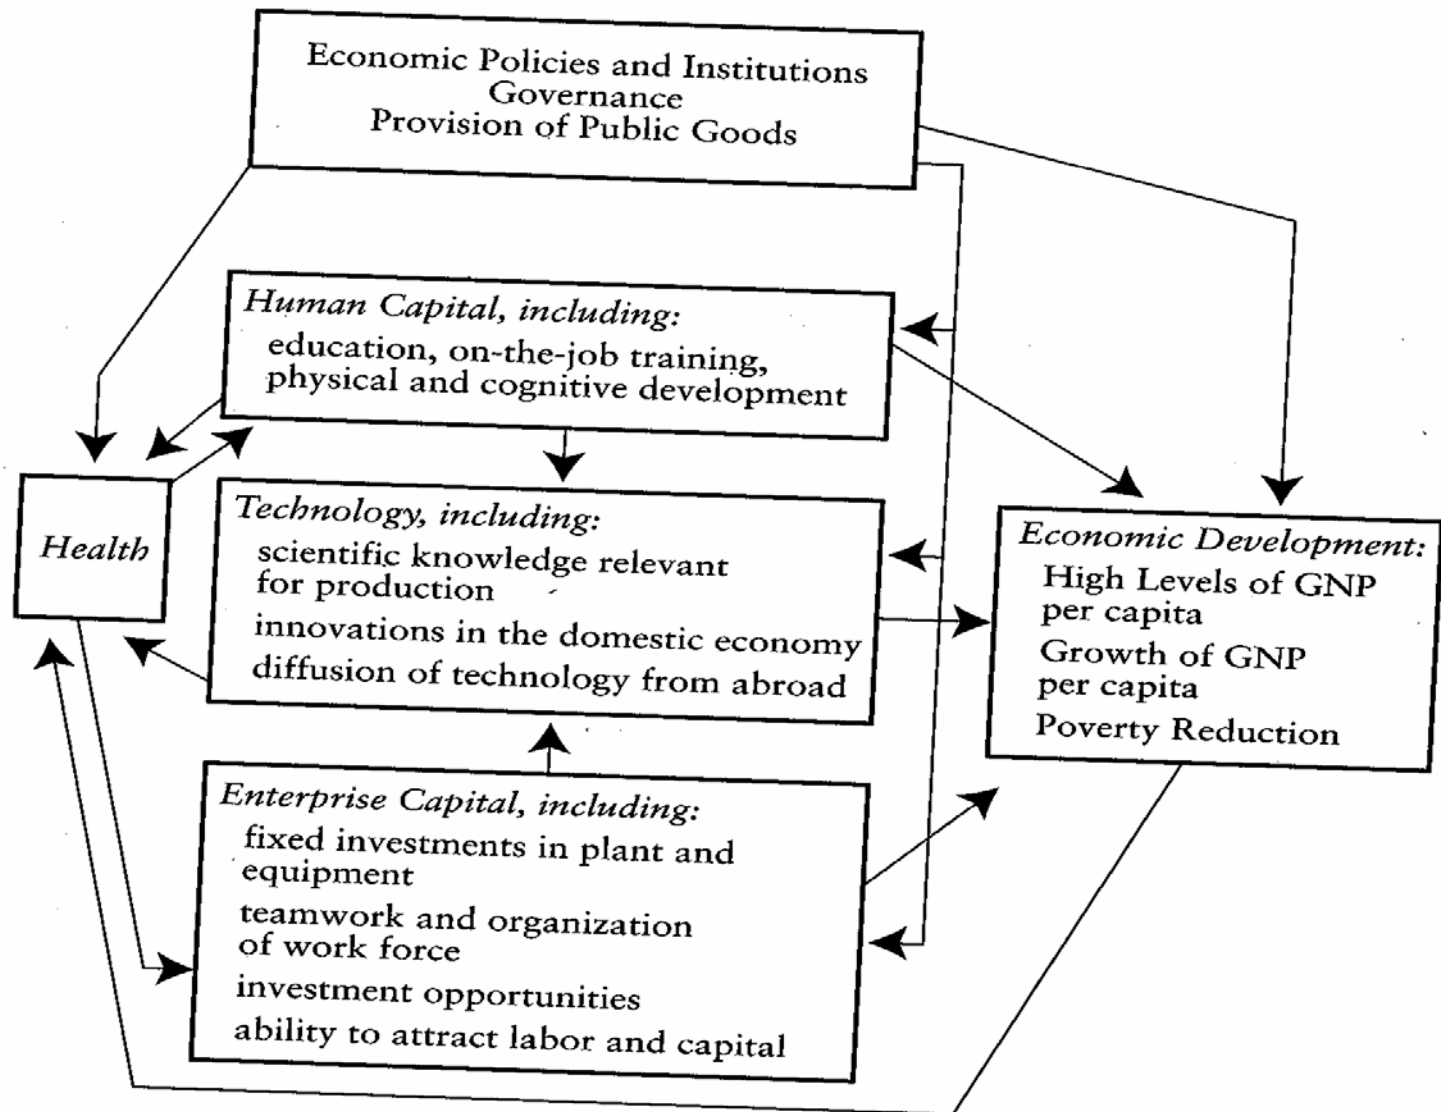 Economic Policies and Institutions
Governance
Provision of Public Goods
Human Capital, including:
education, on-the-job training,
physical and cognitive development
Health
Technology, including:
scientific knowledge relevant
for production
innovations in the domestic economy
diffusion of technology from abroad
Economic Development:
High Levels of GNP
per capita
Growth of GNP
per capita
Poverty Reduction
Enterprise Capital, including:
fixed investments in plant and
equipment
teamwork and organization
of work force
investment opportunities
ability to attract labor and capital